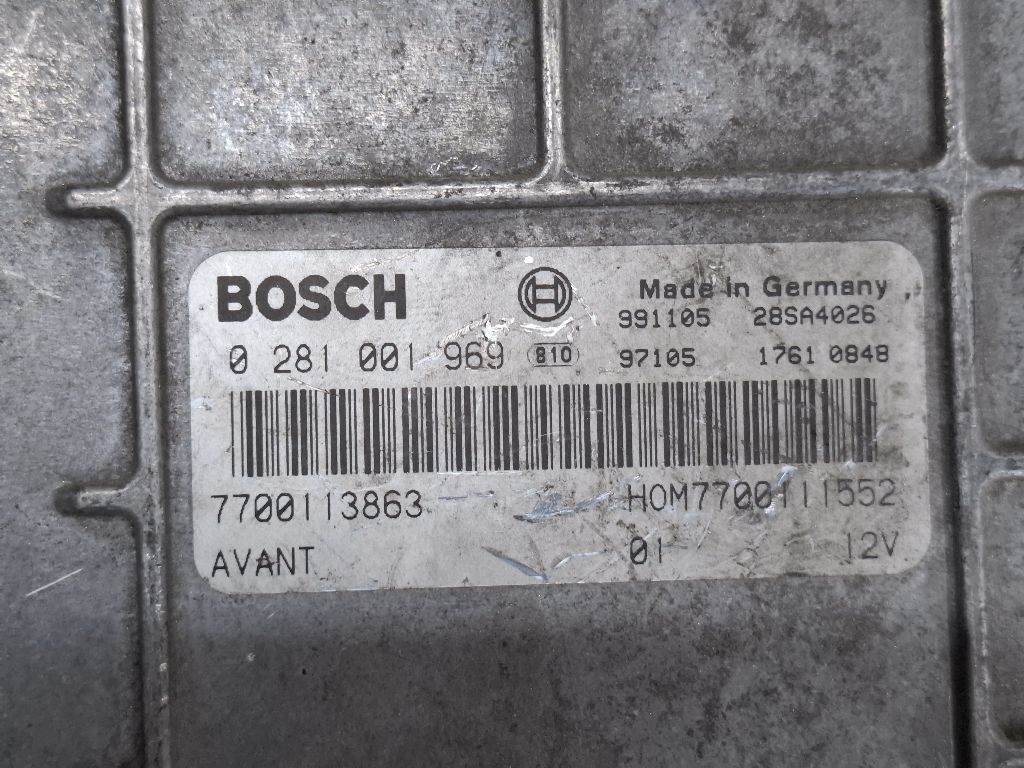 BOSCH Made in Germany
991105 28SA4026
0 281 001 969 810 97105 1761 0848
7700113863 HOM7700111552
AVANT 01 12V